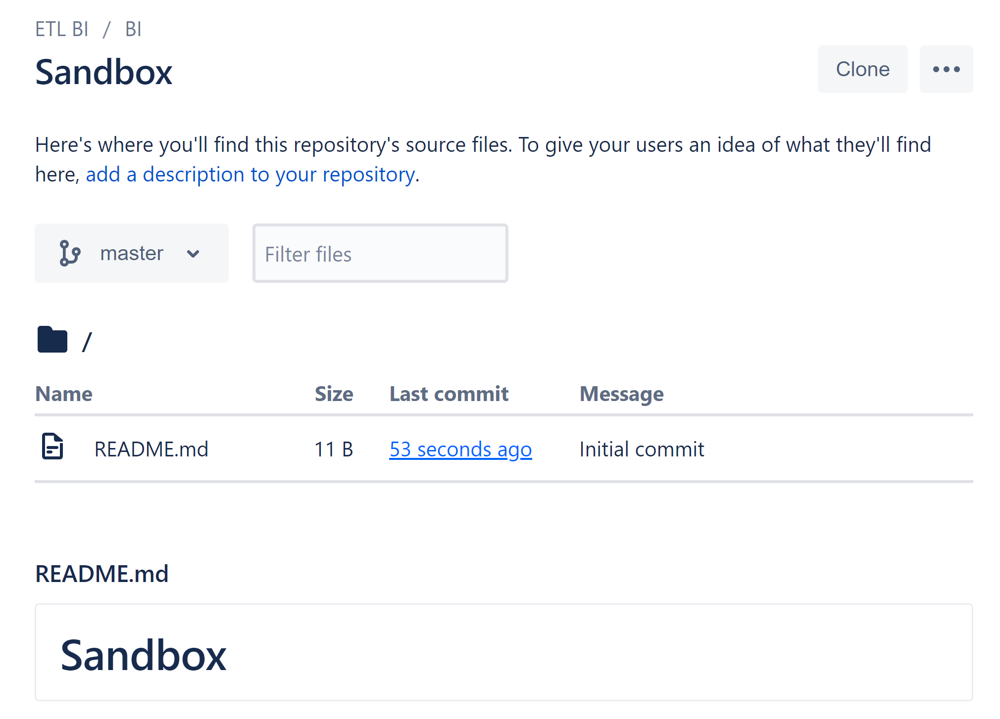 ETL BI / BI
Sandbox
Clone
Here's where you'll find this repository's source files. To give your users an idea of what they'll find
here, add a description to your repository.
master
Filter files
/
Name Size Last commit Message
README.md 11 B 53 seconds ago Initial commit
README.md
Sandbox